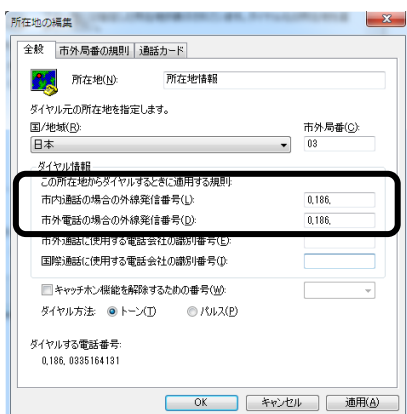 所在地の編集
全般 市外局番の規則 通話カード
所在地(N): 所在地情報
ダイヤル元の所在地を指定します。
国/地域(R): 市外局番(C):
日本 03
ダイヤル情報
この所在地からダイヤルするときに適用する規則:
市内通話の場合の外線発信番号(L): 0,186,
市外電話の場合の外線発信番号(D): 0,186,
市外通話に使用する電話会社の識別番号(E):
国際通話に使用する電話会社の識別番号(I):
キャッチホン機能を解除するための番号(W):
ダイヤル方法: トーン(T) パルス(P)
ダイヤルする電話番号:
0,186, 0335164131
OK キャンセル 適用(A)